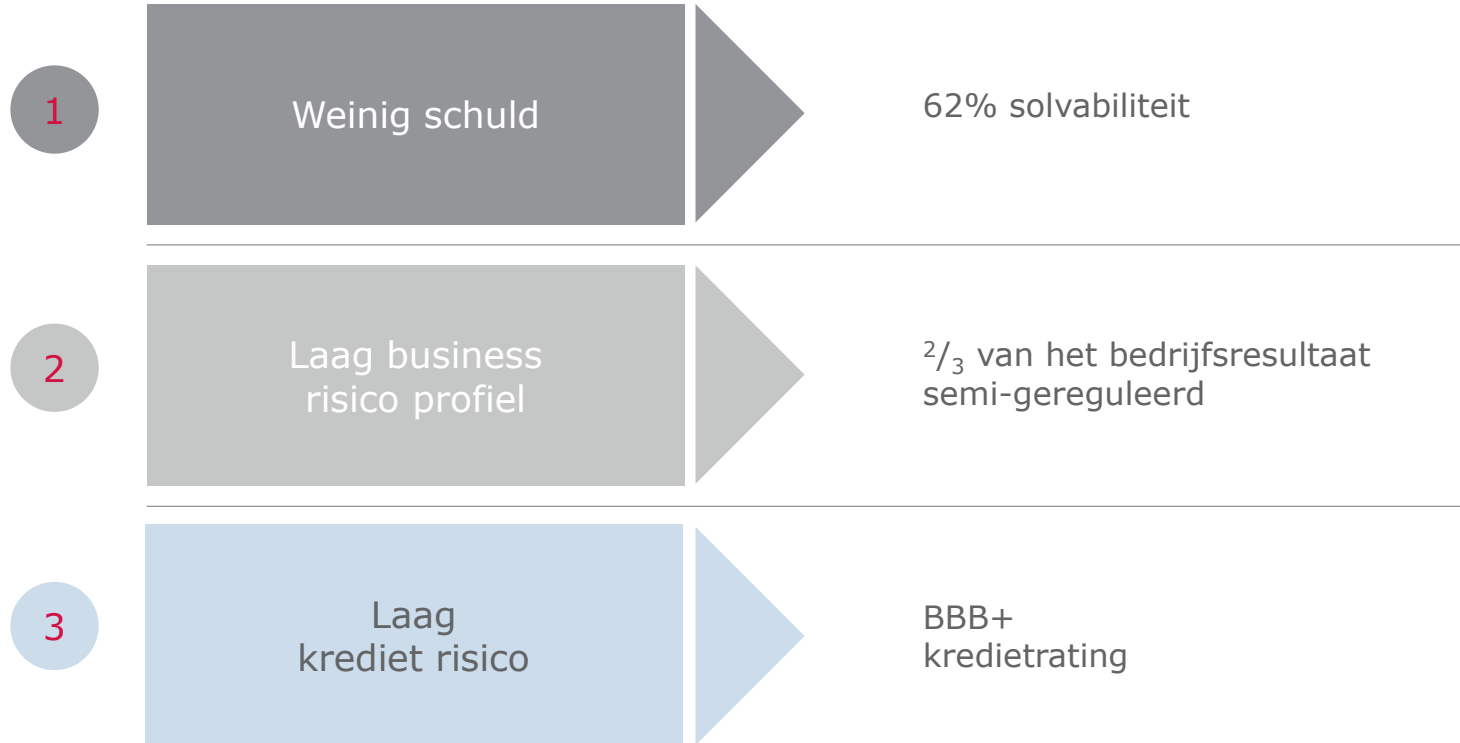 1
Weinig schuld
62% solvabiliteit
2
Laag business
risico profiel
2/3 van het bedrijfsresultaat
semi-gereguleerd
3
Laag
krediet risico
BBB+
kredietrating